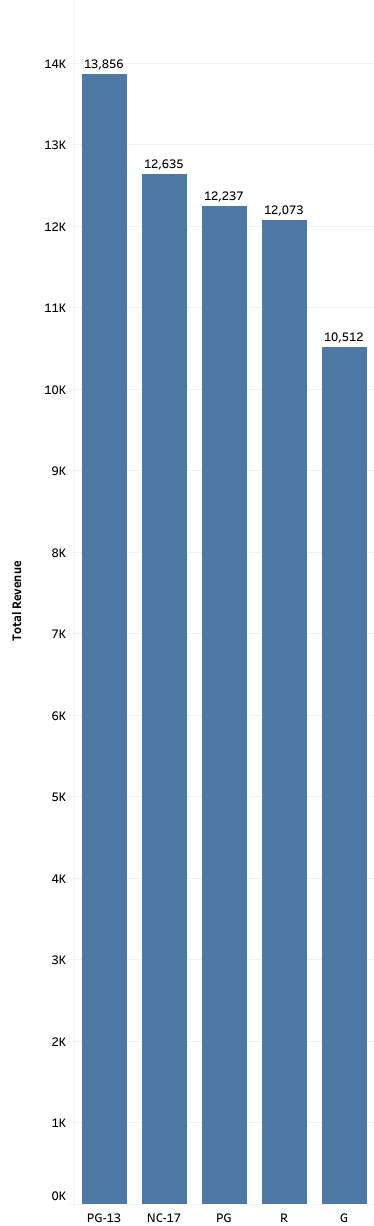 Total Revenue
14K
13K
12K
11K
10K
9K
8K
7K
6K
5K
4K
3K
2K
1K
0K
13,856
12,635
12,237
12,073
10,512
PG-13 NC-17 PG R G